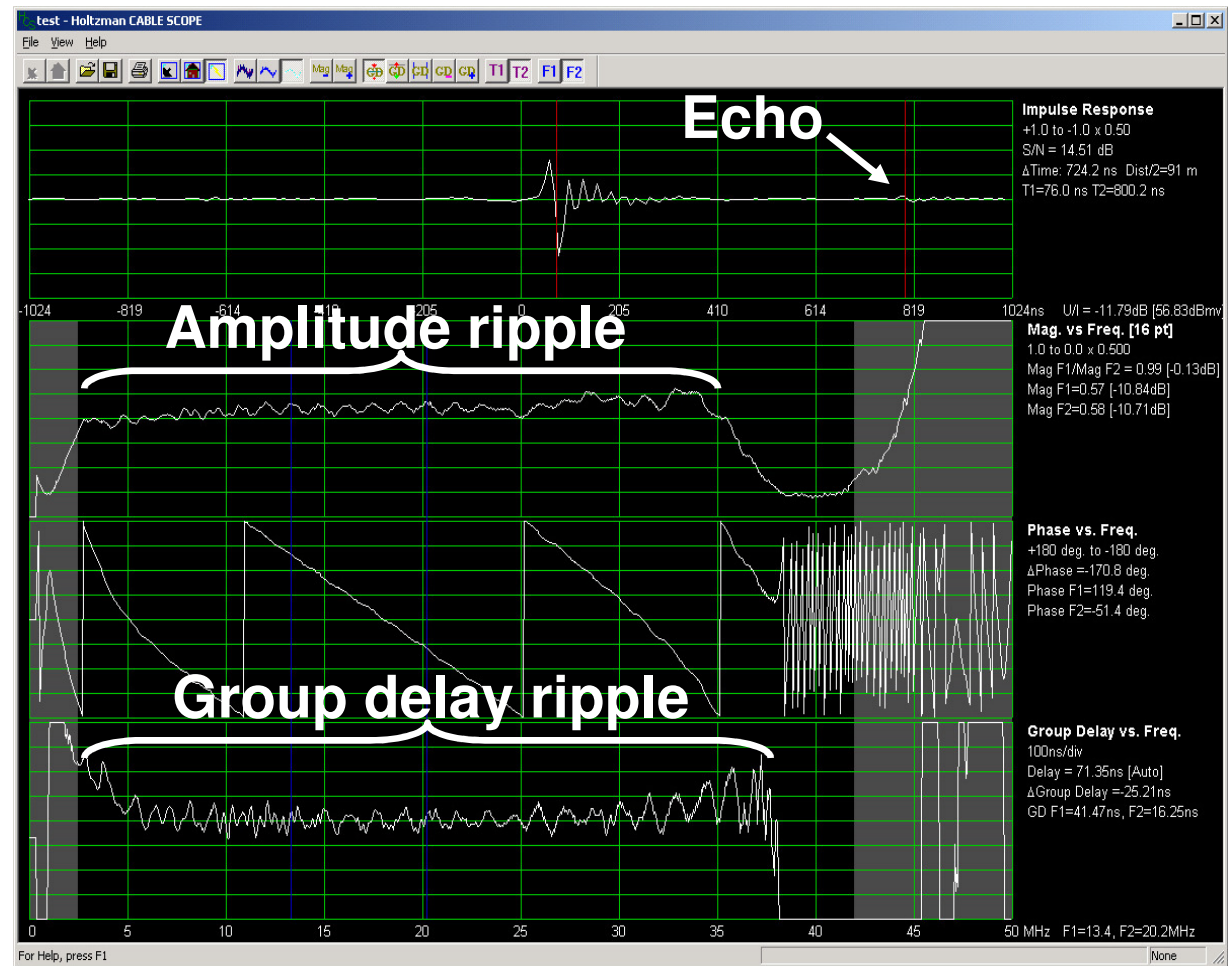 test - Holtzman CABLE SCOPE
File View Help
Mag Mag GD GD GD GD GD T1 T2 F1 F2
Echo
Impulse Response
+1.0 to -1.0 x 0.50
S/N = 14.51 dB
ΔTime: 724.2 ns Dist/2=91 m
T1=76.0 ns T2=800.2 ns
-1024 -819 -614 -205 0 205 410 614 819 1024ns U/I = -11.79dB [56.83dBmv]
Amplitude ripple
Mag. vs Freq. [16 pt]
1.0 to 0.0 x 0.500
Mag F1/Mag F2 = 0.99 [-0.13dB]
Mag F1=0.57 [-10.84dB]
Mag F2=0.58 [-10.71dB]
Phase vs. Freq.
+180 deg. to -180 deg.
ΔPhase =-170.8 deg.
Phase F1=119.4 deg.
Phase F2=-51.4 deg.
Group delay ripple
Group Delay vs. Freq.
100ns/div
Delay = 71.35ns [Auto]
ΔGroup Delay =-25.21ns
GD F1=41.47ns, F2=16.25ns
0 5 10 15 20 25 30 35 40 45 50 MHz F1=13.4, F2=20.2MHz
For Help, press F1
None